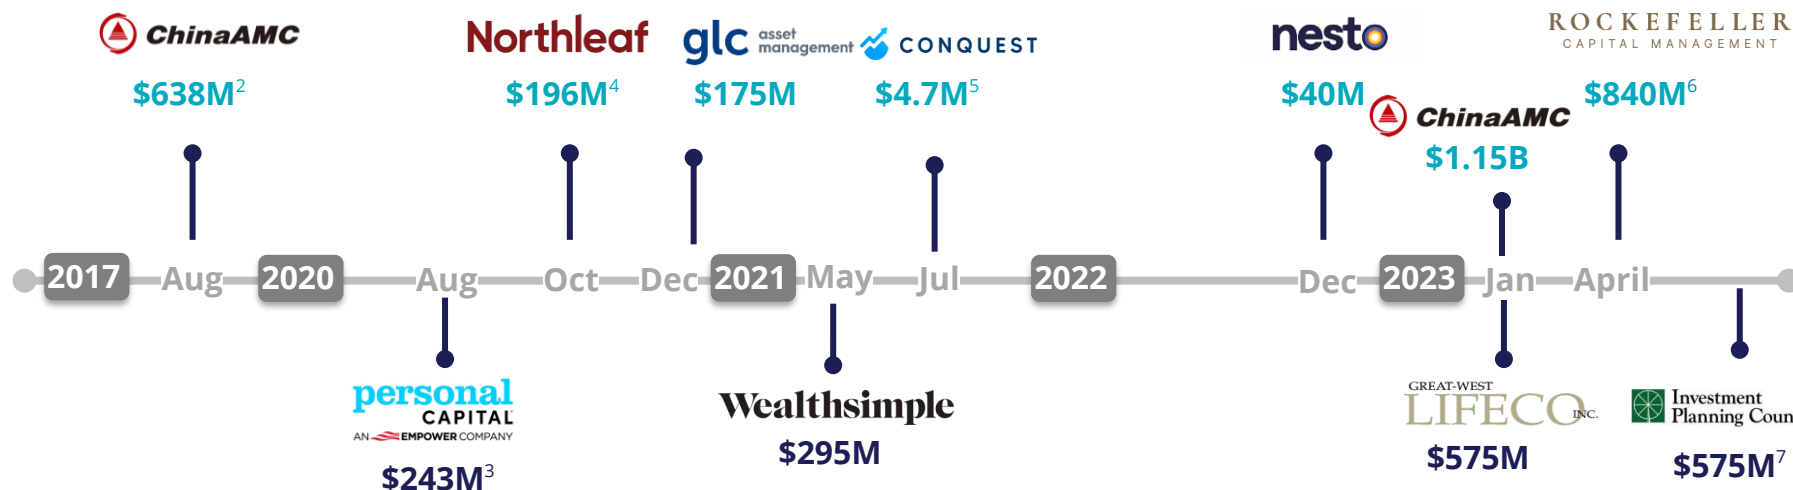 ChinaAMC
$638M2
Northleaf
$196M4
glc asset management
$175M
CONQUEST
$4.7M5
nesto
$40M
ChinaAMC
$1.15B
ROCKEFELLER
CAPITAL MANAGEMENT
$840M6
2017 Aug 2020 Aug Oct Dec 2021 May Jul 2022 Dec 2023 Jan April
personal
CAPITAL
AN EMPOWER COMPANY
$243M3
Wealthsimple
$295M
GREAT-WEST
LIFECO INC.
$575M
Investment
Planning Coun
$575M7